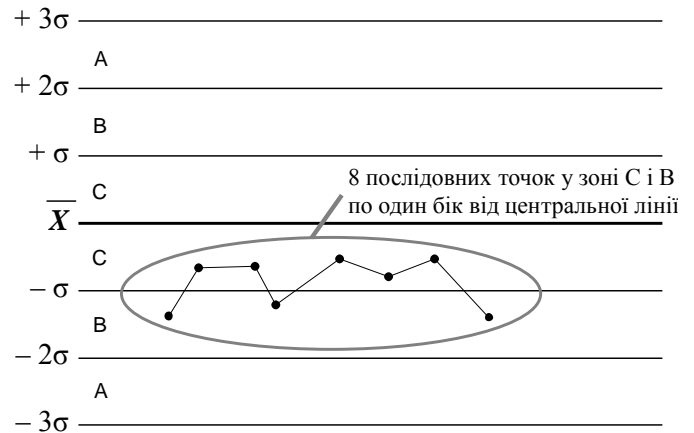 + 3σ
A
+ 2σ
B
+ σ
C
8 послідовних точок у зоні С і В
по один бік від центральної лінії
X
C
– σ
B
– 2σ
A
– 3σ